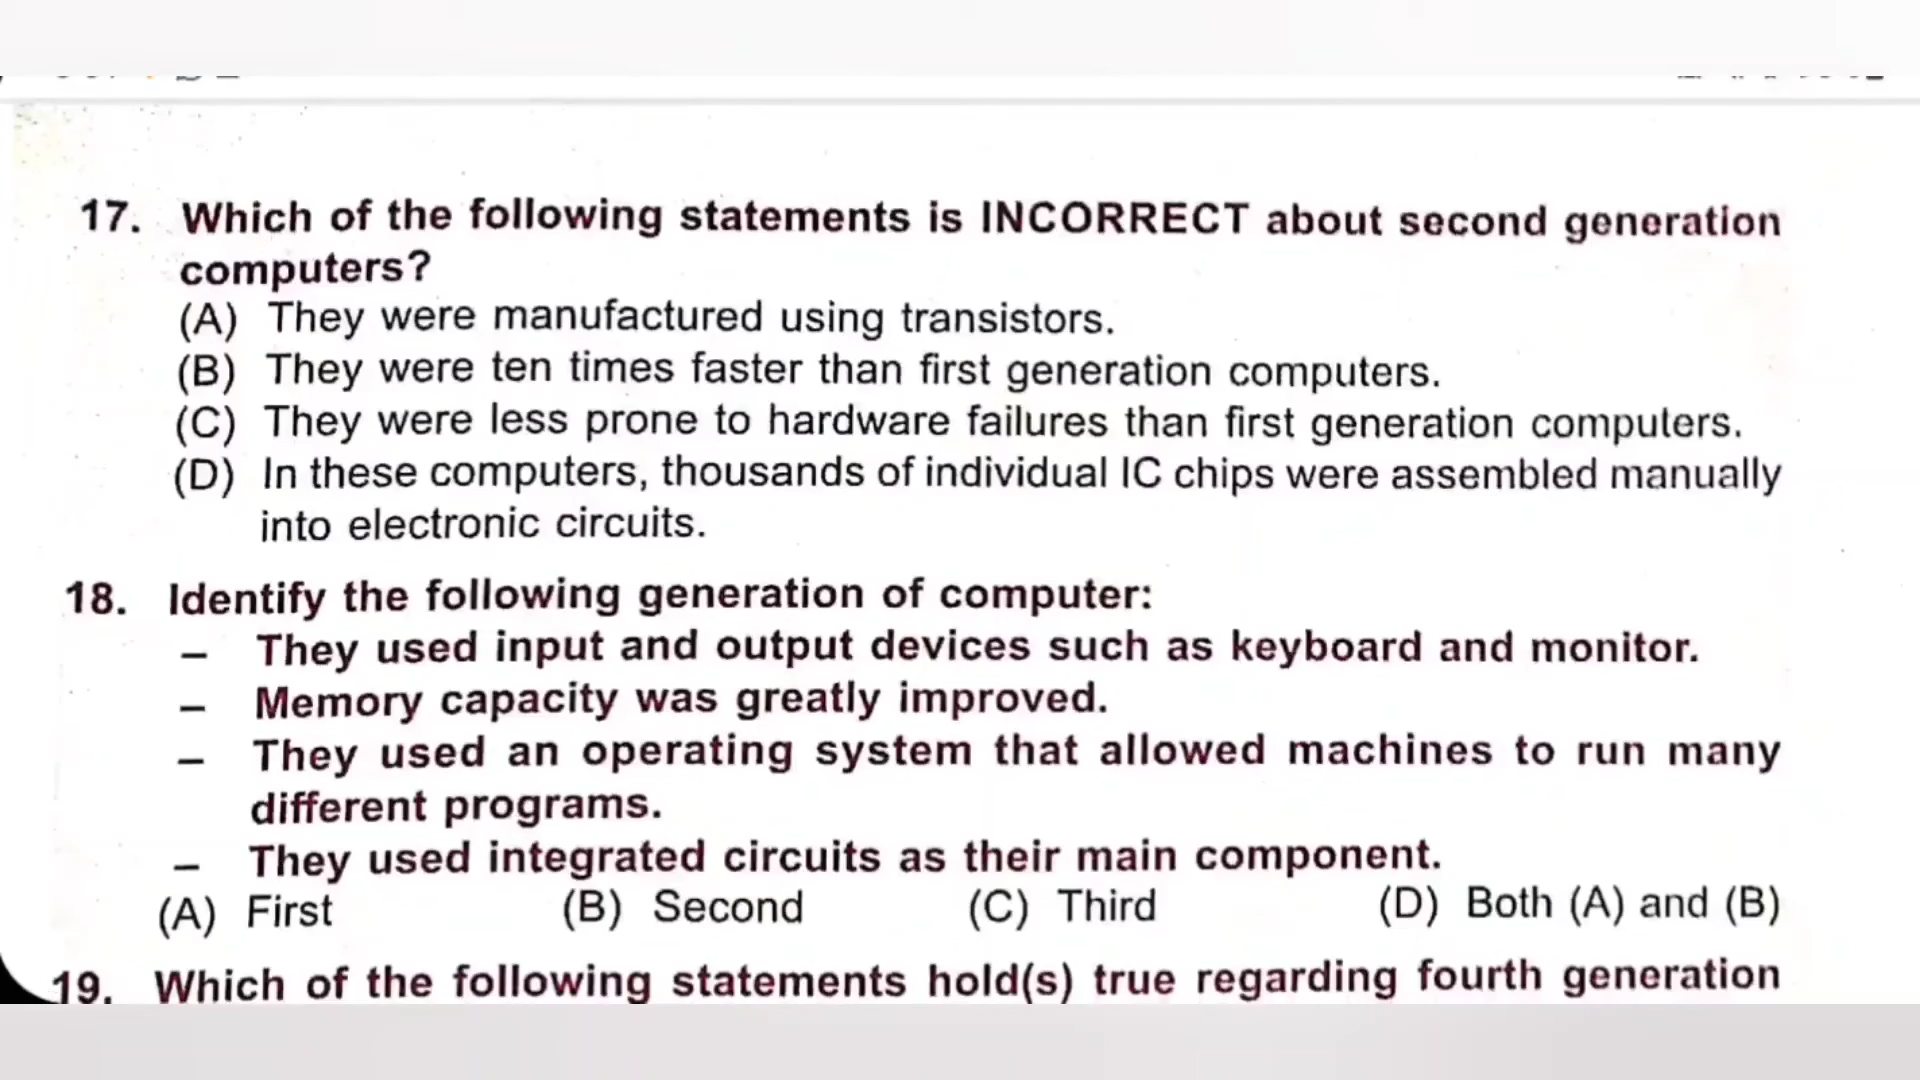 17. Which of the following statements is INCORRECT about second generation
computers?
(A) They were manufactured using transistors.
(B) They were ten times faster than first generation computers.
(C) They were less prone to hardware failures than first generation computers.
(D) In these computers, thousands of individual IC chips were assembled manually
into electronic circuits.
18. Identify the following generation of computer:
– They used input and output devices such as keyboard and monitor.
– Memory capacity was greatly improved.
– They used an operating system that allowed machines to run many
different programs.
– They used integrated circuits as their main component.
(A) First (B) Second (C) Third (D) Both (A) and (B)
19. Which of the following statements hold(s) true regarding fourth generation